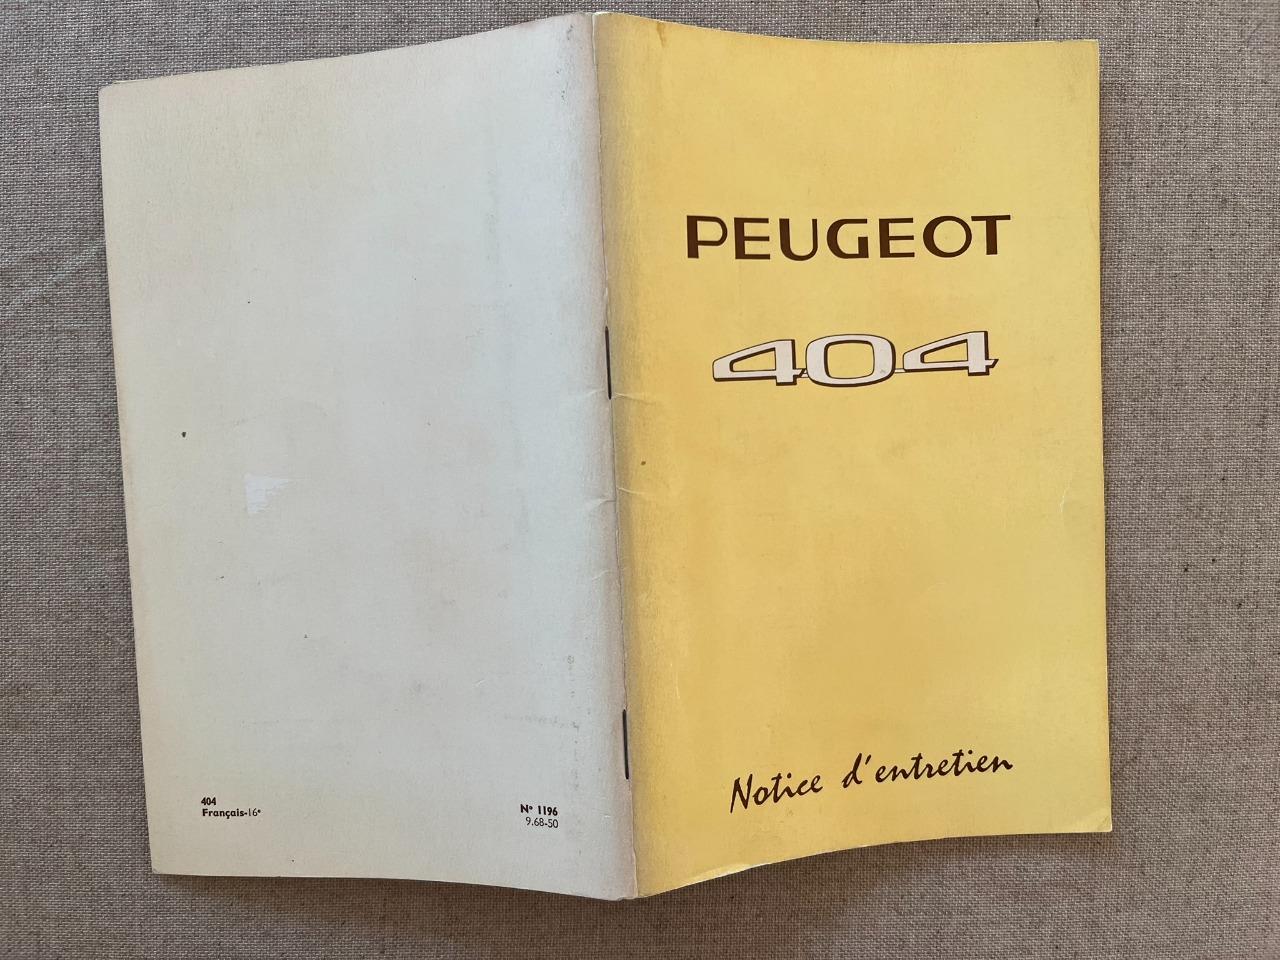 PEUGEOT
404
Notice d'entretien
404
Français-16e
N° 1196
9.68-50